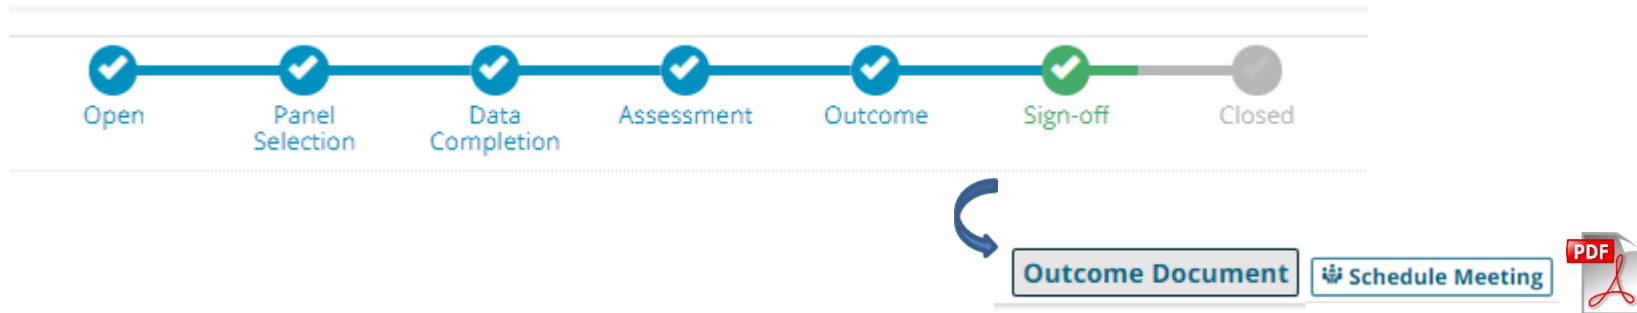 Open
Panel
Selection
Data
Completion
Assessment
Outcome
Sign-off
Closed
Outcome Document
Schedule Meeting
PDF